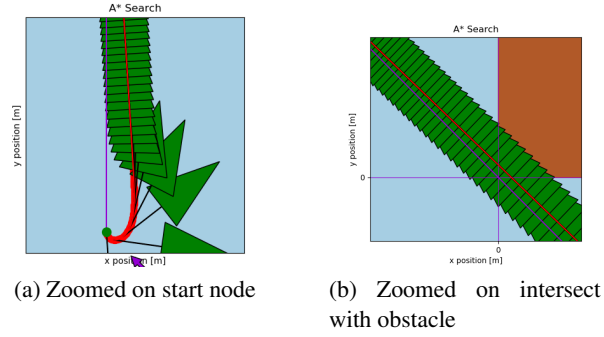 A* Search
y position [m]
x position [m]
(a) Zoomed on start node
A* Search
y position [m]
0
0
x position [m]
(b) Zoomed on intersect
with obstacle